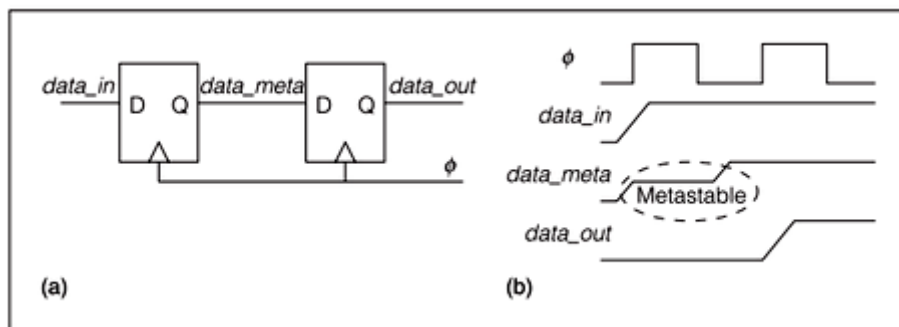 data_in
D Q
data_meta
D Q
data_out
ϕ
(a)
ϕ
data_in
data_meta
Metastable
data_out
(b)